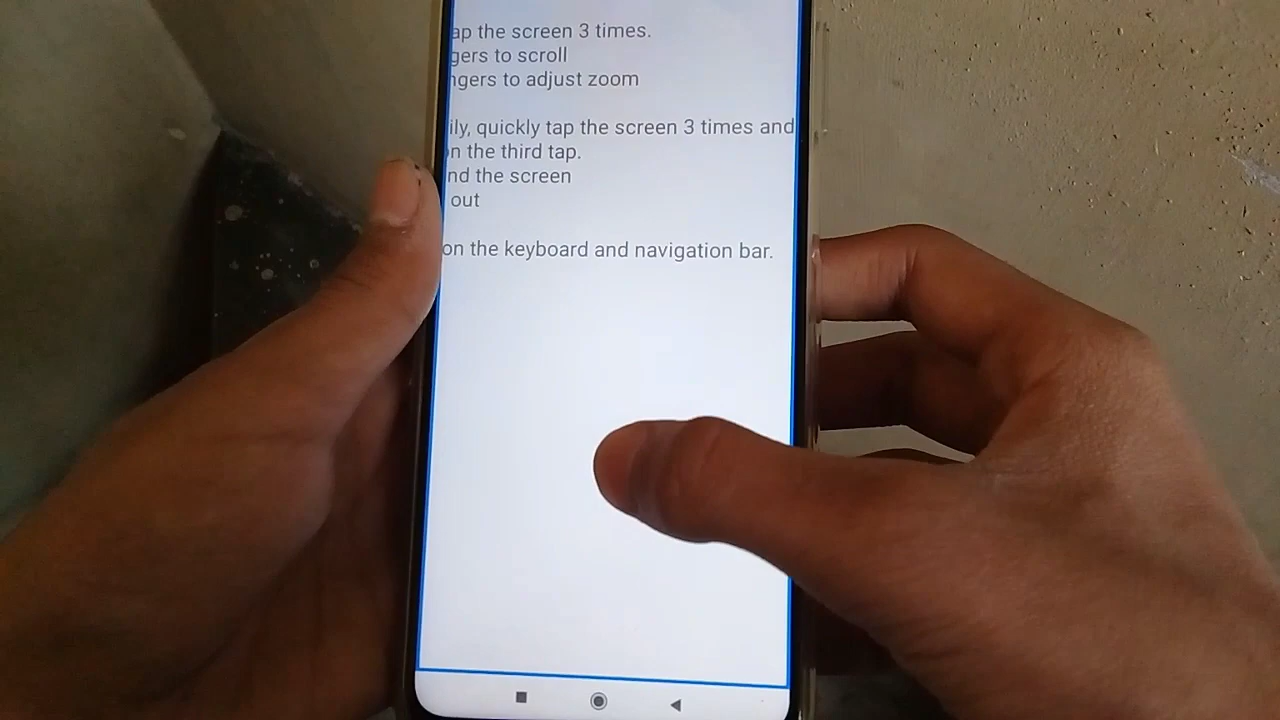 ap the screen 3 times.
gers to scroll
ngers to adjust zoom
ily, quickly tap the screen 3 times and
on the third tap.
nd the screen
out
on the keyboard and navigation bar.